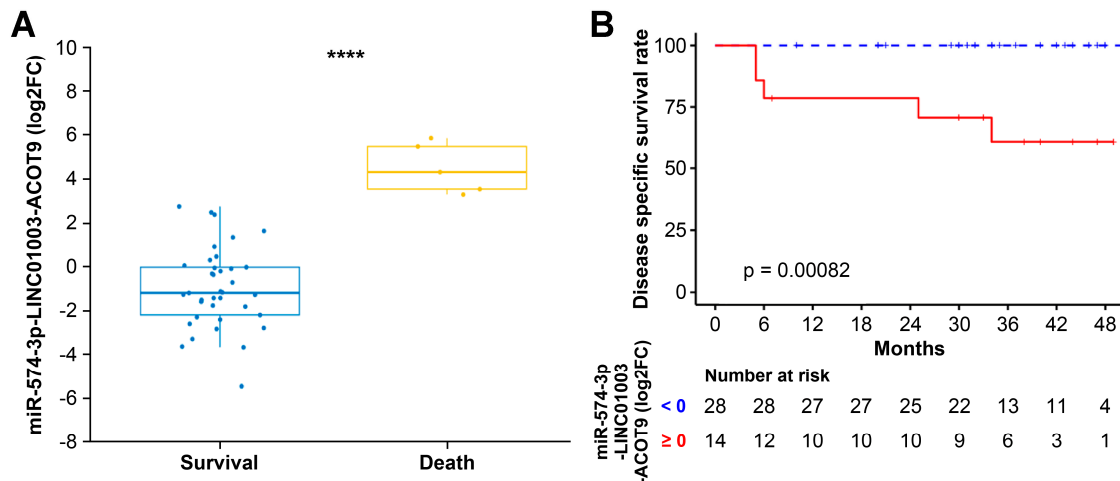 A
miR-574-3p-LINC01003-ACOT9 (log2FC)
10
8
6
4
2
0
-2
-4
-6
-8
****
Survival Death
B
Disease specific survival rate
100
75
50
25
0
p = 0.00082
0 6 12 18 24 30 36 42 48
Months
Number at risk
miR-574-3p
-LINC01003
-ACOT9 (log2FC)
< 0 28 28 27 27 25 22 13 11 4
≥ 0 14 12 10 10 10 9 6 3 1